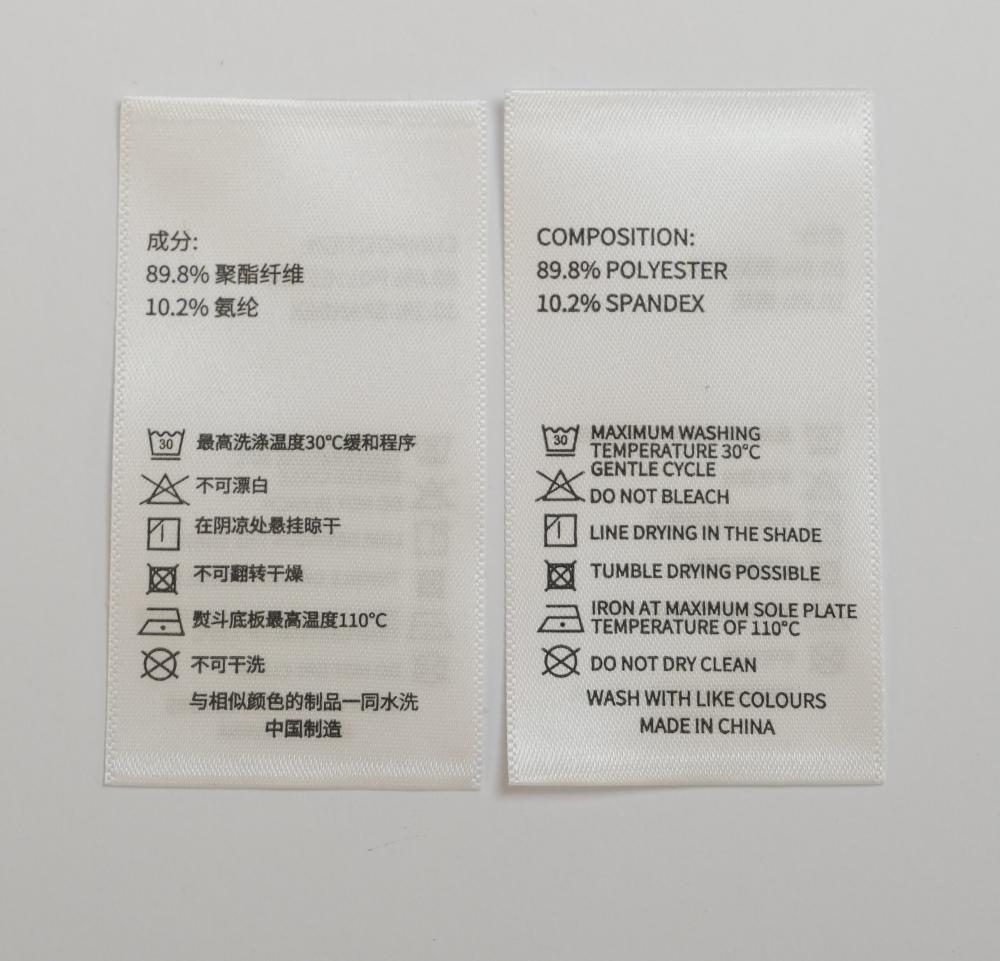 成分:
89.8% 聚酯纤维
10.2% 氨纶
30
最高洗涤温度30℃缓和程序
不可漂白
在阴凉处悬挂晾干
不可翻转干燥
熨斗底板最高温度110℃
不可干洗
与相似颜色的制品一同水洗
中国制造
COMPOSITION:
89.8% POLYESTER
10.2% SPANDEX
30
MAXIMUM WASHING
TEMPERATURE 30℃
GENTLE CYCLE
DO NOT BLEACH
LINE DRYING IN THE SHADE
TUMBLE DRYING POSSIBLE
IRON AT MAXIMUM SOLE PLATE
TEMPERATURE OF 110℃
DO NOT DRY CLEAN
WASH WITH LIKE COLOURS
MADE IN CHINA